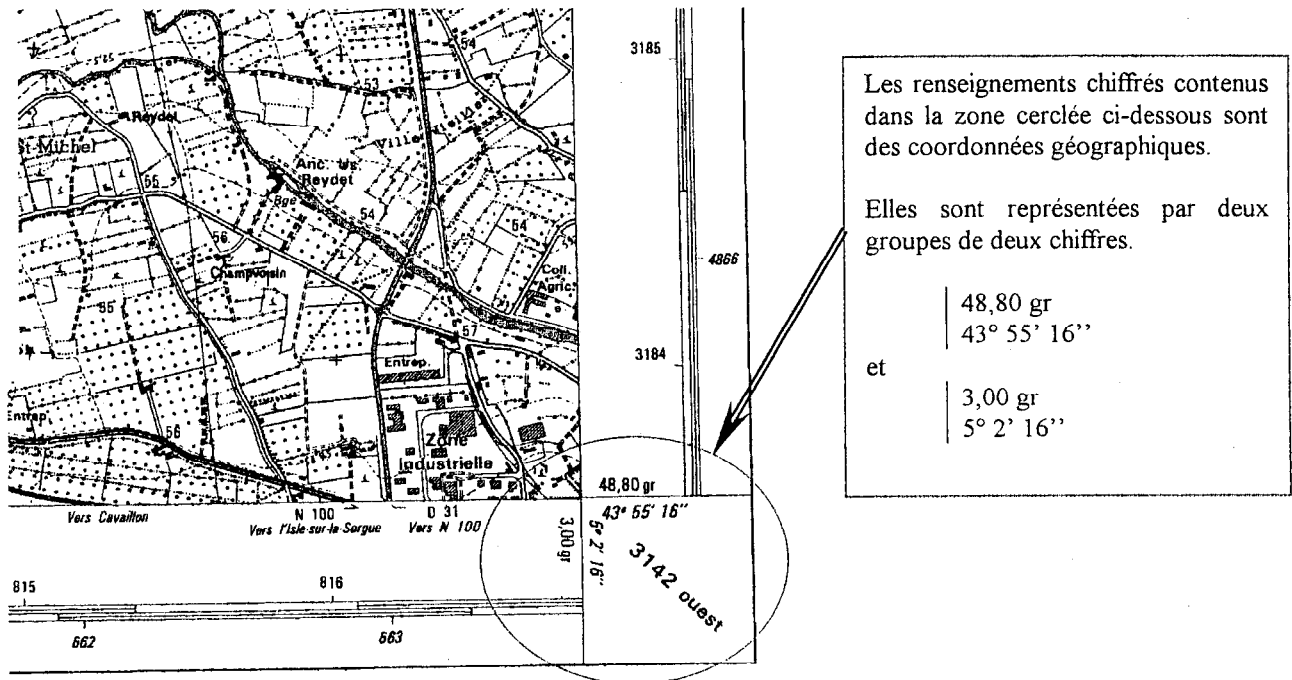 3185
54
53
Reydet
St-Michel
Ville Vieille
Anc. Us.
Reydet
Bge
55
54
54
56
4866
Champvoisin
Coll.
Agric.
55
57
3184
Entrep.
Entrep.
56
Zone
Industrielle
48,80 gr
43° 55' 16"
3,00 gr
5° 2' 16"
3142 ouest
Vers Cavaillon
N 100
Vers l'Isle-sur-la-Sorgue
D 31
Vers N 100
815
816
662
663
Les renseignements chiffrés contenus
dans la zone cerclée ci-dessous sont
des coordonnées géographiques.
Elles sont représentées par deux
groupes de deux chiffres.
48,80 gr
43° 55' 16''
et
3,00 gr
5° 2' 16''